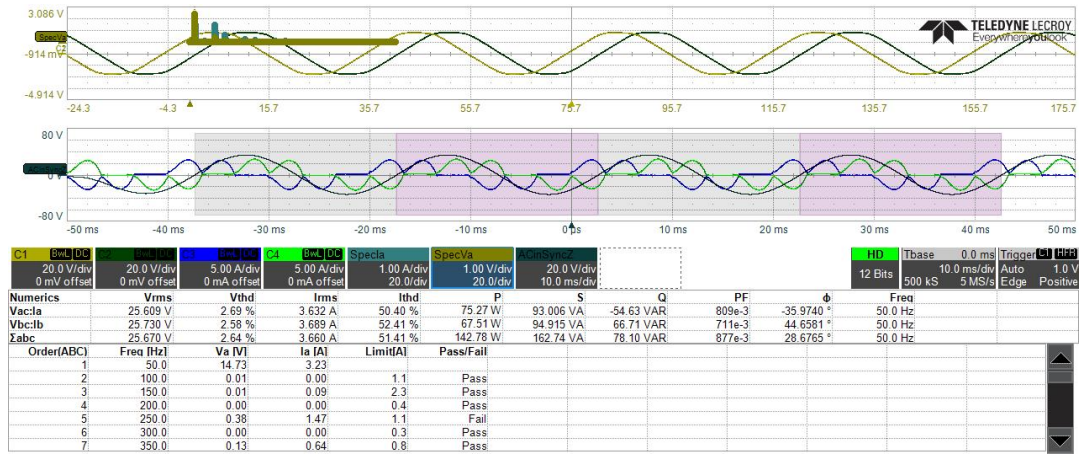 3.086 V
SpecVa
C2
-914 mV
-4.914 V
TELEDYNE LECROY
Everywhereyoulook
-24.3 -4.3 15.7 35.7 55.7 75.7 95.7 115.7 135.7 155.7 175.7
80 V
ACinSyncZ
0 V
-80 V
-50 ms -40 ms -30 ms -20 ms -10 ms 0 ms 10 ms 20 ms 30 ms 40 ms 50 ms
C1 BwL DC C2 BwL DC C3 BwL DC C4 BwL DC SpecIa SpecVa ACinSyncZ HD Tbase 0.0 ms Trigger C1 HFR
20.0 V/div 20.0 V/div 5.00 A/div 5.00 A/div 1.00 A/div 1.00 V/div 20.0 V/div 12 Bits 10.0 ms/div Auto 1.0 V
0 mV offset 0 mV offset 0 mA offset 0 mA offset 20.0/div 20.0/div 10.0 ms/div 500 kS 5 MS/s Edge Positive
Numerics Vrms Vthd Irms Ithd P S Q PF ϕ Freq
Vac:Ia 25.609 V 2.69 % 3.632 A 50.40 % 75.27 W 93.006 VA -54.63 VAR 809e-3 -35.9740 ° 50.0 Hz
Vbc:Ib 25.730 V 2.58 % 3.689 A 52.41 % 67.51 W 94.915 VA 66.71 VAR 711e-3 44.6581 ° 50.0 Hz
Σabc 25.670 V 2.64 % 3.660 A 51.41 % 142.78 W 162.74 VA 78.10 VAR 877e-3 28.6765 ° 50.0 Hz
Order(ABC) Freq [Hz] Va [V] Ia [A] Limit[A] Pass/Fail
1 50.0 14.73 3.23
2 100.0 0.01 0.00 1.1 Pass
3 150.0 0.01 0.09 2.3 Pass
4 200.0 0.00 0.00 0.4 Pass
5 250.0 0.38 1.47 1.1 Fail
6 300.0 0.00 0.00 0.3 Pass
7 350.0 0.13 0.64 0.8 Pass